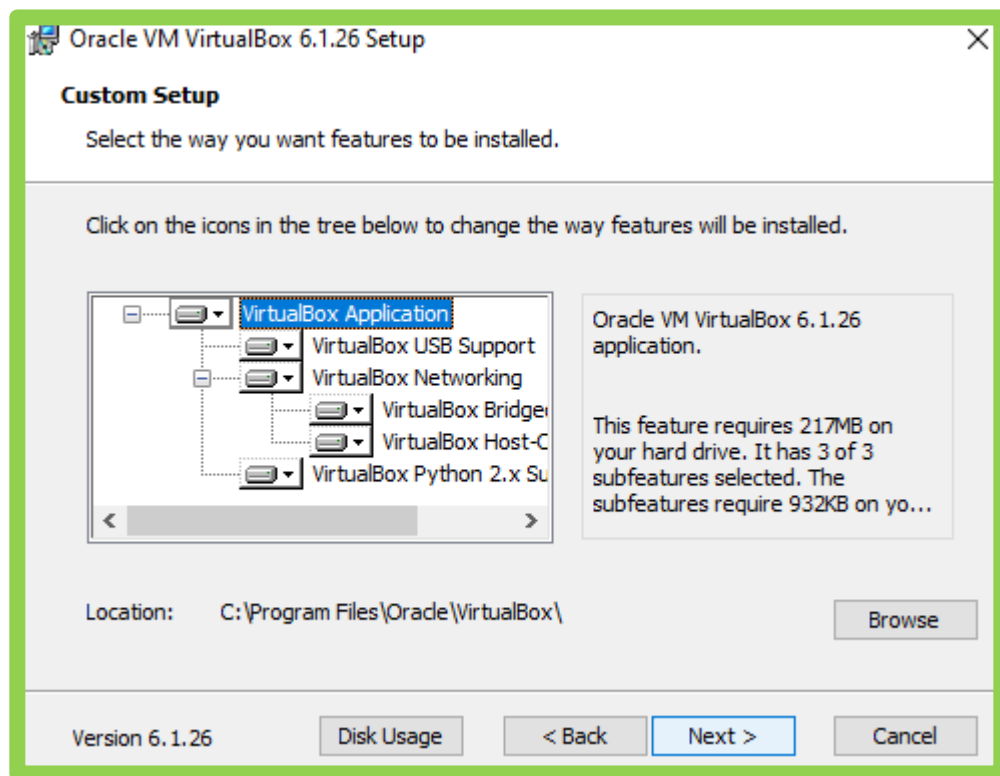 Oracle VM VirtualBox 6.1.26 Setup
Custom Setup
Select the way you want features to be installed.
Click on the icons in the tree below to change the way features will be installed.
VirtualBox Application
VirtualBox USB Support
VirtualBox Networking
VirtualBox Bridge
VirtualBox Host-C
VirtualBox Python 2.x Su
Oracle VM VirtualBox 6.1.26
application.
This feature requires 217MB on
your hard drive. It has 3 of 3
subfeatures selected. The
subfeatures require 932KB on yo...
Location: C:\Program Files\Oracle\VirtualBox\
Browse
Version 6.1.26
Disk Usage
< Back
Next >
Cancel